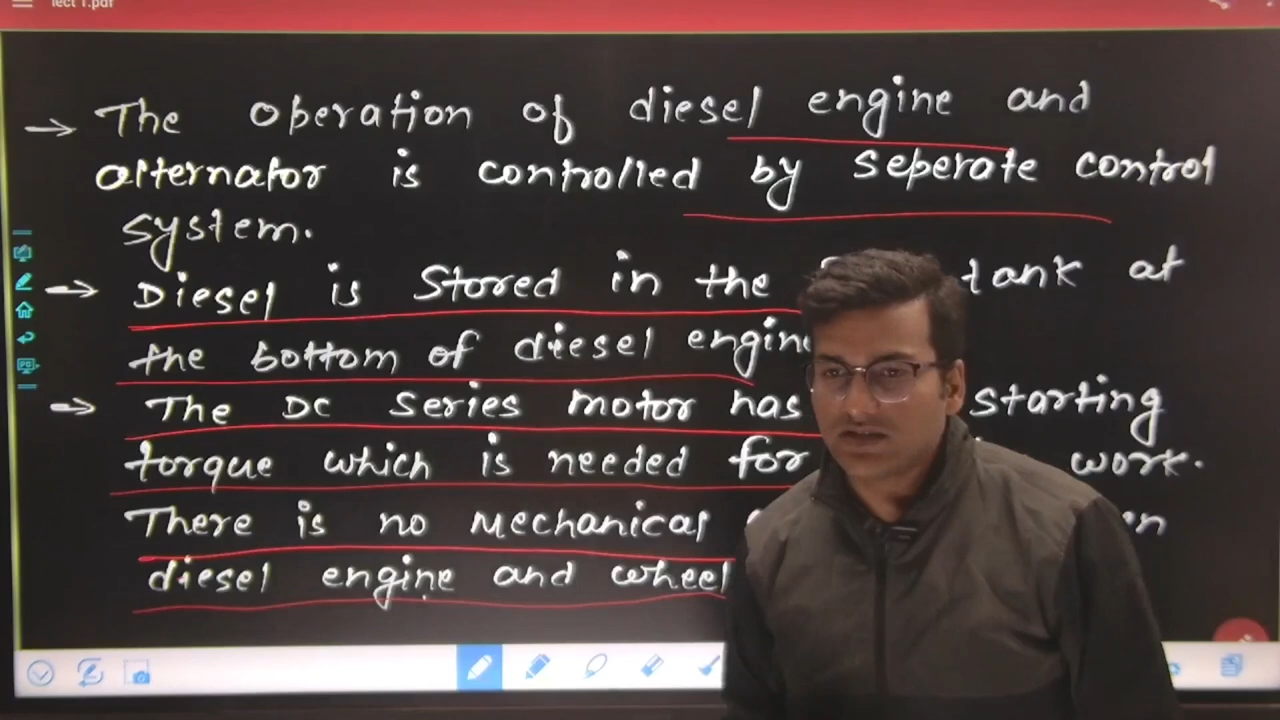 lect 1.pdf
→ The operation of diesel engine and
alternator is controlled by seperate control
system.
→ Diesel is stored in the tank at
the bottom of diesel engine
→ The DC series motor has starting
torque which is needed for work.
There is no mechanical
diesel engine and wheel